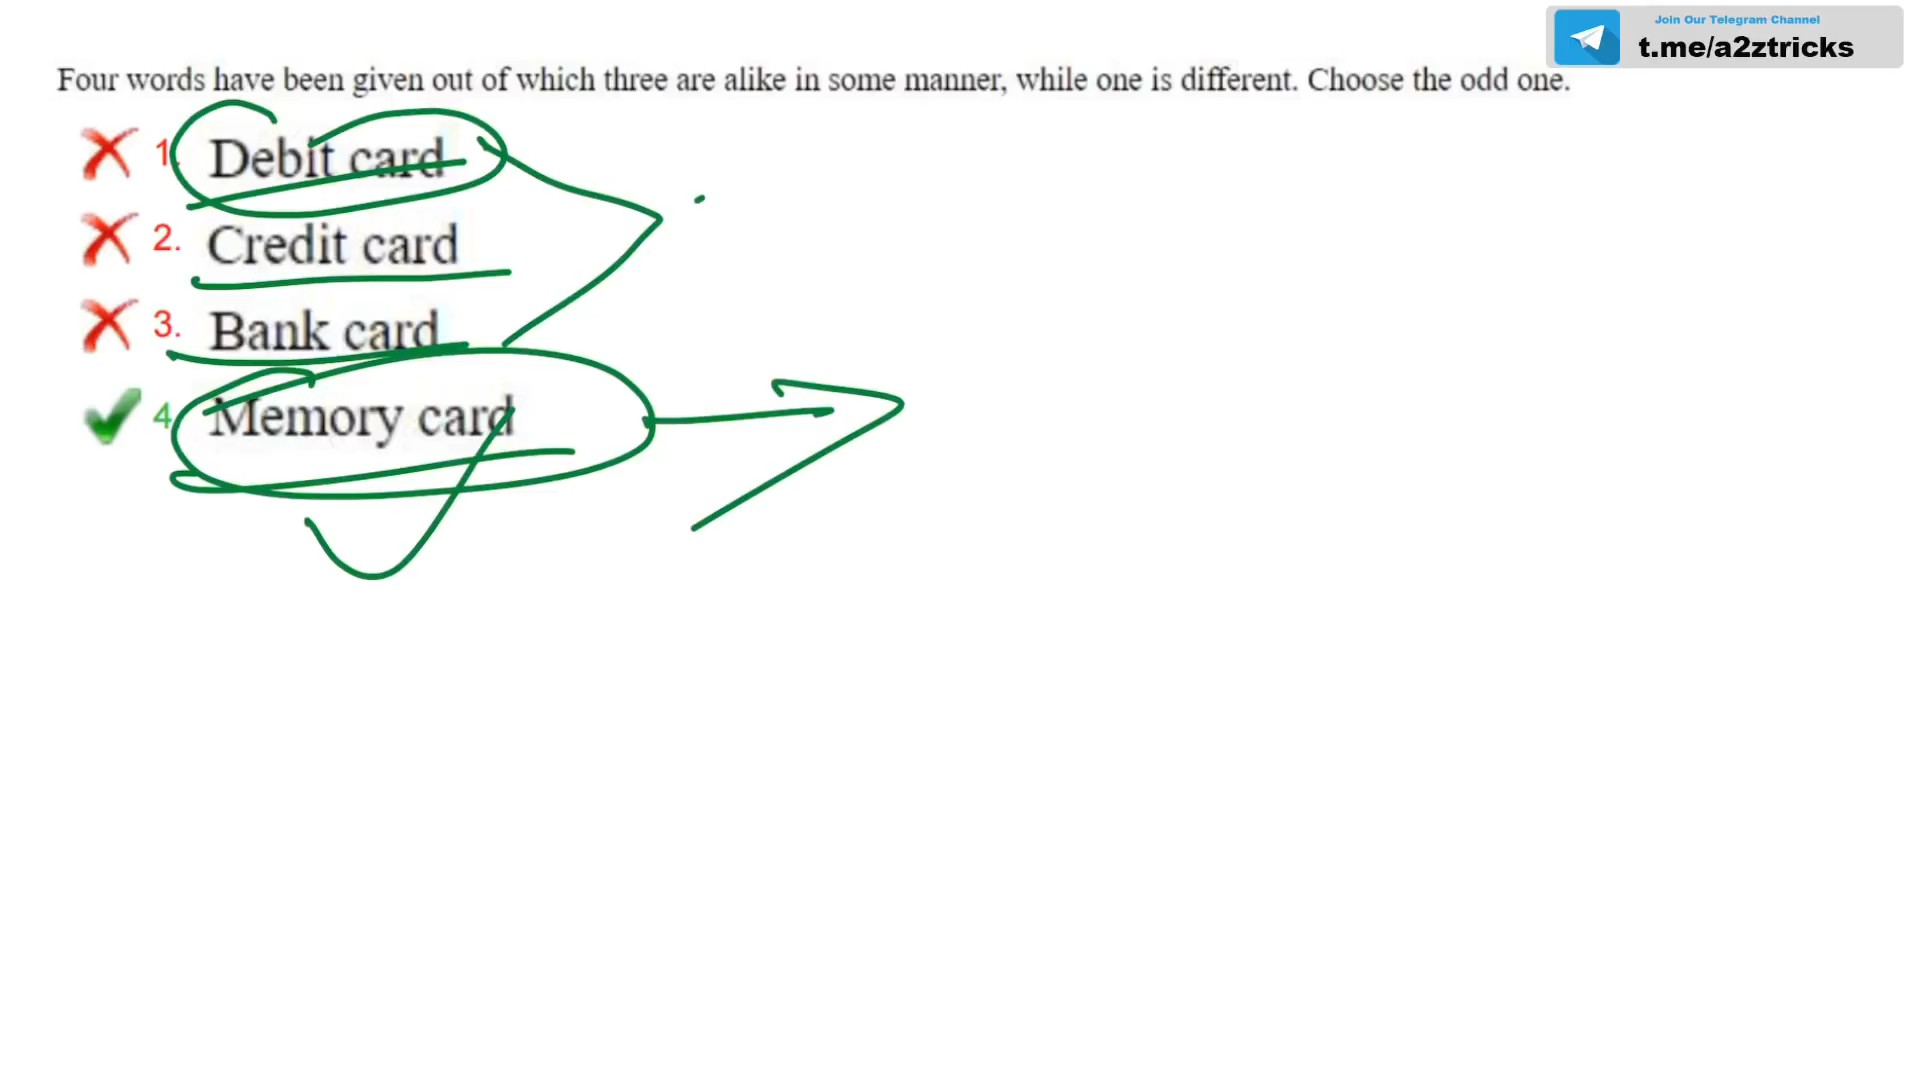 Join Our Telegram Channel
t.me/a2ztricks
Four words have been given out of which three are alike in some manner, while one is different. Choose the odd one.
1. Debit card
2. Credit card
3. Bank card
4. Memory card